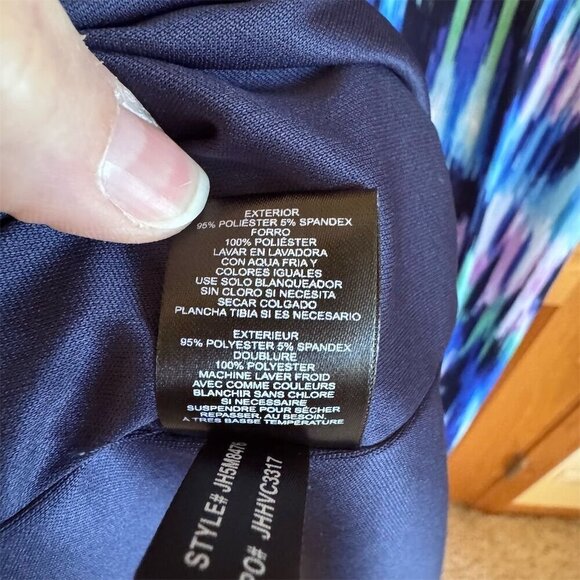 EXTERIOR
95% POLIÉSTER 5% SPANDEX
FORRO
100% POLIÉSTER
LAVAR EN LAVADORA
CON AQUA FRIA Y
COLORES IGUALES
USE SOLO BLANQUEADOR
SIN CLORO SI NECESITA
SECAR COLGADO
PLANCHA TIBIA SI ES NECESARIO
EXTERIEUR
95% POLYESTER 5% SPANDEX
DOUBLURE
100% POLYESTER
MACHINE LAVER FROID
AVEC COMME COULEURS
BLANCHIR SANS CHLORE
SI NECESSAIRE
SUSPENDRE POUR SÉCHER
REPASSER, AU BESOIN.
A TRES BASSE TEMPÉRATURE
STYLE# JH5M8476
PO# JHHVC3317